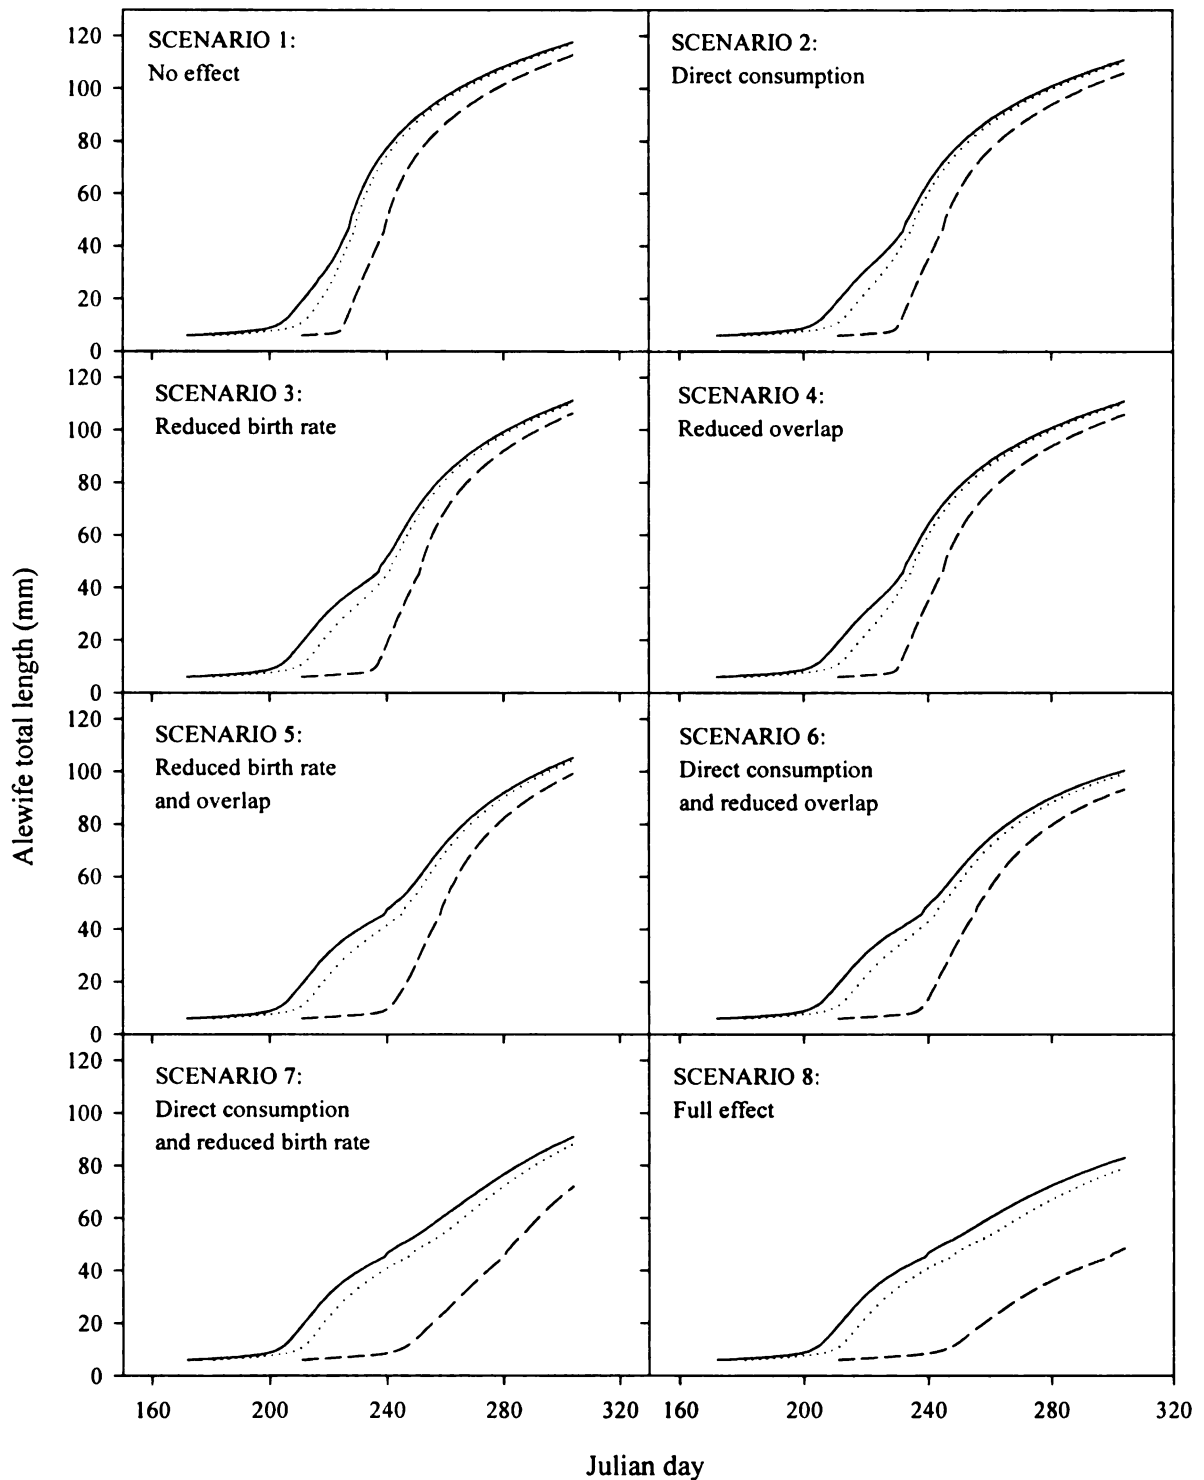 SCENARIO 1:
No effect
SCENARIO 2:
Direct consumption
120
100
80
60
40
20
0
SCENARIO 3:
Reduced birth rate
SCENARIO 4:
Reduced overlap
120
100
80
60
40
20
0
SCENARIO 5:
Reduced birth rate
and overlap
SCENARIO 6:
Direct consumption
and reduced overlap
120
100
80
60
40
20
0
SCENARIO 7:
Direct consumption
and reduced birth rate
SCENARIO 8:
Full effect
120
100
80
60
40
20
0
160 200 240 280 320 160 200 240 280 320
Alewife total length (mm)
Julian day